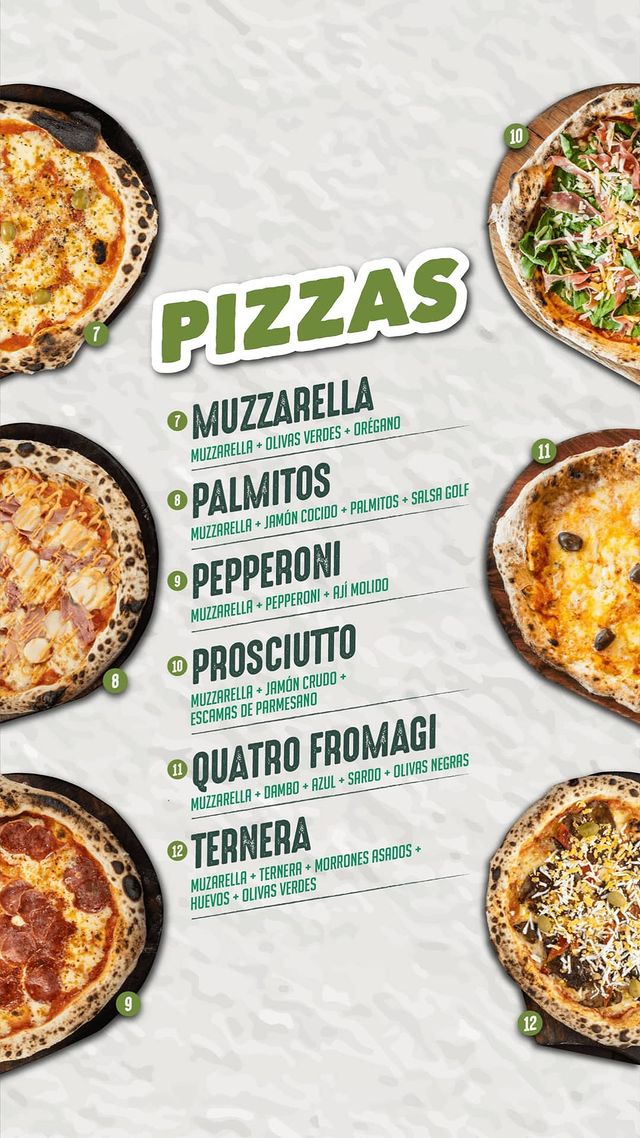 PIZZAS
7 MUZZARELLA
MUZZARELLA + OLIVAS VERDES + ORÉGANO
8 PALMITOS
MUZZARELLA + JAMÓN COCIDO + PALMITOS + SALSA GOLF
9 PEPPERONI
MUZZARELLA + PEPPERONI + AJÍ MOLIDO
10 PROSCIUTTO
MUZZARELLA + JAMÓN CRUDO +
ESCAMAS DE PARMESANO
11 QUATRO FROMAGI
MUZZARELLA + DAMBO + AZUL + SARDO + OLIVAS NEGRAS
12 TERNERA
MUZARELLA + TERNERA + MORRONES ASADOS +
HUEVOS + OLIVAS VERDES
7
8
9
10
11
12